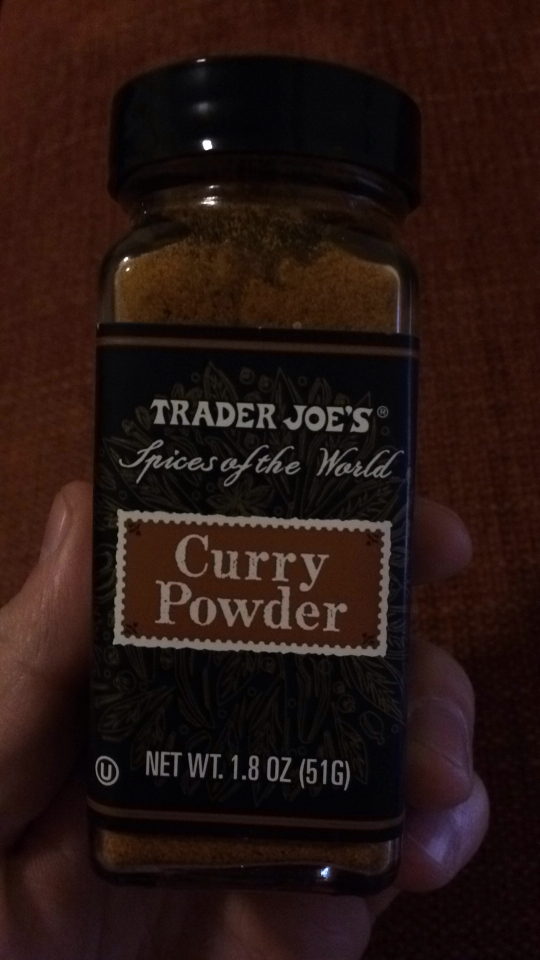 TRADER JOE'S®
Spices of the World
Curry
Powder
U NET WT. 1.8 OZ (51G)